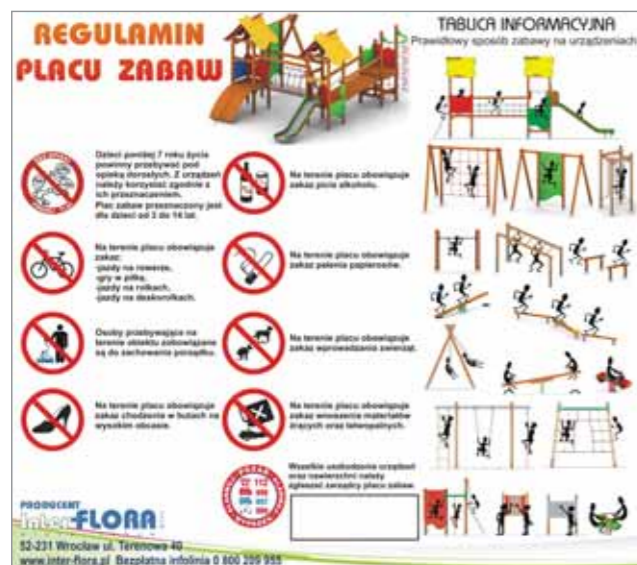 REGULAMIN
PLACU ZABAW
TABLICA INFORMACYJNA
Prawidłowy sposób zabawy na urządzeniach
Dzieci poniżej 7 roku życia
powinny przebywać pod
opieką dorosłych. Z urządzeń
należy korzystać zgodnie z
ich przeznaczeniem.
Plac zabaw przeznaczony jest
dla dzieci od 3 do 14 lat.
Na terenie placu obowiązuje
zakaz picia alkoholu.
Na terenie placu obowiązuje
zakaz:
-jazdy na rowerze,
-gry w piłkę,
-jazdy na rolkach,
-jazdy na deskorolkach.
Na terenie placu obowiązuje
zakaz palenia papierosów.
Osoby przebywające na
terenie obiektu zobowiązane
są do zachowania porządku.
Na terenie placu obowiązuje
zakaz wprowadzania zwierząt.
Na terenie placu obowiązuje
zakaz chodzenia w butach na
wysokim obcasie.
Na terenie placu obowiązuje
zakaz wnoszenia materiałów
żrących oraz łatwopalnych.
112
Wszelkie uszkodzenia urządzeń
oraz nawierzchni należy
zgłaszać zarządcy placu zabaw.
PRODUCENT
Inter-FLORA
52-231 Wrocław ul. Terenowa 40
www.inter-flora.pl Bezpłatna infolinia 0 800 209 955